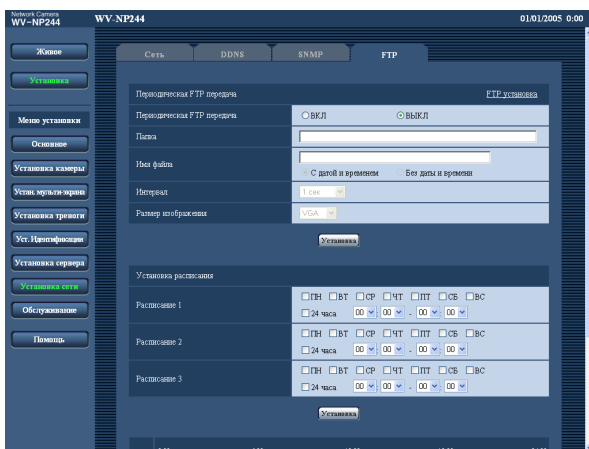 Network Camera
WV-NP244
WV-NP244 01/01/2005 0:00
Живое
Установка
Меню установки
Основное
Установка камеры
Устан. мульти-экрана
Установка тревоги
Уст. Идентификации
Установка сервера
Установка сети
Обслуживание
Помощь
Сеть DDNS SNMP FTP
Периодическая FTP передача FTP установка
Периодическая FTP передача ВКЛ ВЫКЛ
Папка
Имя файла
С датой и временем Без даты и времени
Интервал 1 сек
Размер изображения VGA
Установка
Установка расписания
Расписание 1
ПН ВТ СР ЧТ ПТ СБ ВС
24 часа 00 : 00 - 00 : 00
Расписание 2
ПН ВТ СР ЧТ ПТ СБ ВС
24 часа 00 : 00 - 00 : 00
Расписание 3
ПН ВТ СР ЧТ ПТ СБ ВС
24 часа 00 : 00 - 00 : 00
Установка